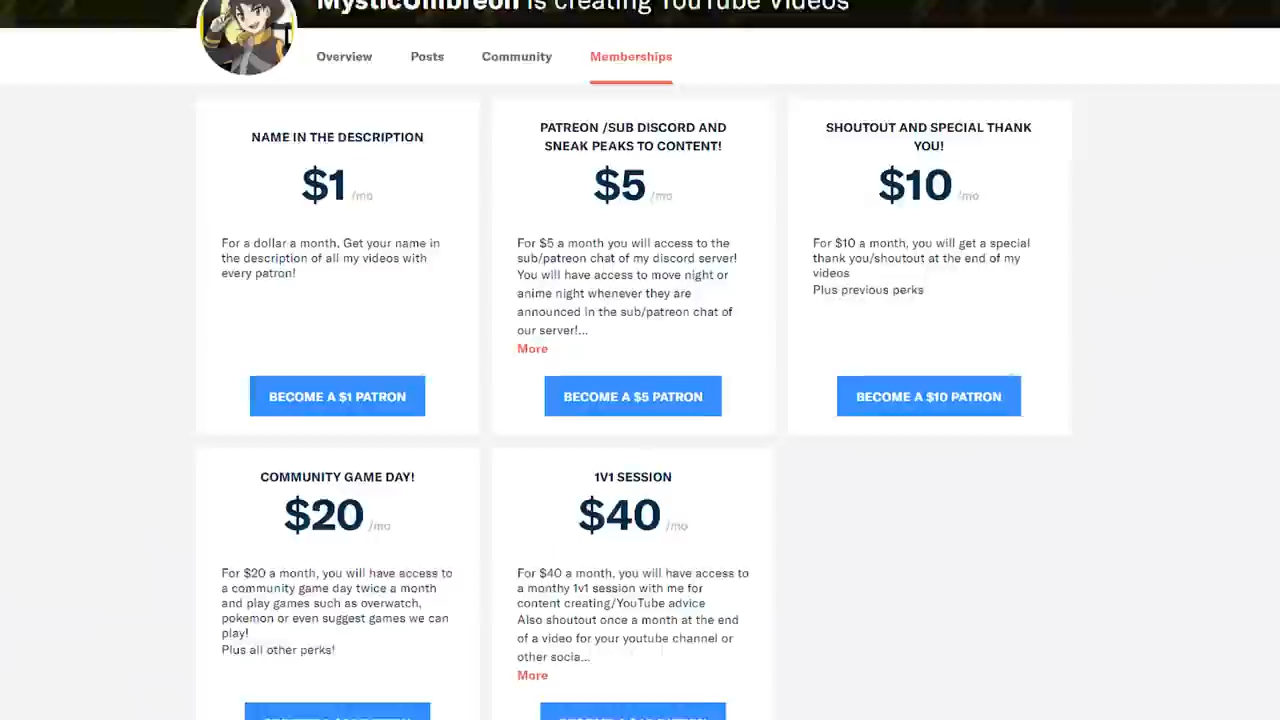 MysticUmbreon is creating YouTube Videos
Overview
Posts
Community
Memberships
NAME IN THE DESCRIPTION
$1 /mo
For a dollar a month, Get your name in
the description of all my videos with
every patron!
BECOME A $1 PATRON
PATREON /SUB DISCORD AND
SNEAK PEAKS TO CONTENT!
$5 /mo
For $5 a month you will access to the
sub/patreon chat of my discord server!
You will have access to move night or
anime night whenever they are
announced in the sub/patreon chat of
our server!...
More
BECOME A $5 PATRON
SHOUTOUT AND SPECIAL THANK
YOU!
$10 /mo
For $10 a month, you will get a special
thank you/shoutout at the end of my
videos
Plus previous perks
BECOME A $10 PATRON
COMMUNITY GAME DAY!
$20 /mo
For $20 a month, you will have access to
a community game day twice a month
and play games such as overwatch,
pokemon or even suggest games we can
play!
Plus all other perks!
1V1 SESSION
$40 /mo
For $40 a month, you will have access to
a monthy 1v1 session with me for
content creating/YouTube advice
Also shoutout once a month at the end
of a video for your youtube channel or
other socia...
More